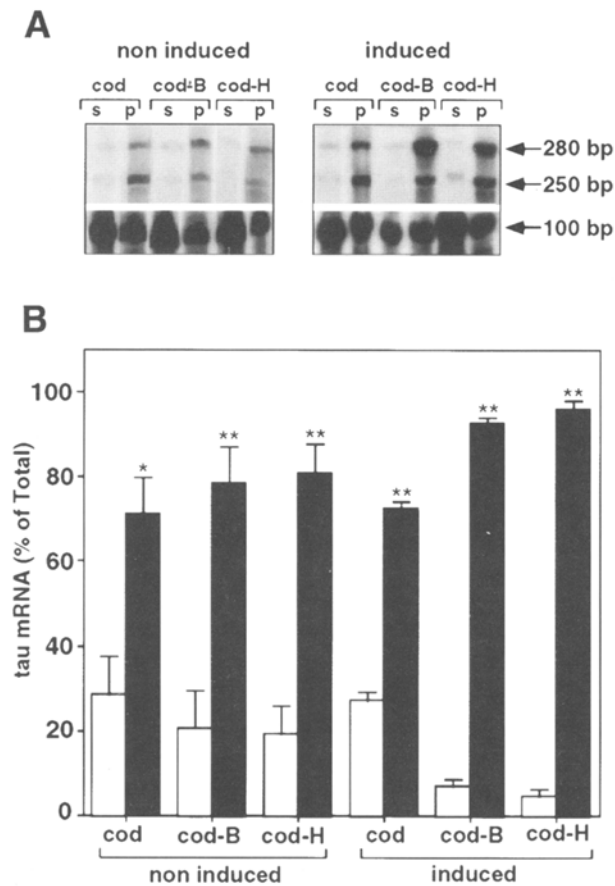 A
non induced
induced
cod cod-B cod-H
cod cod-B cod-H
s p s p s p
s p s p s p
280 bp
250 bp
100 bp
B
tau mRNA (% of Total)
100
80
60
40
20
0
* ** ** ** ** **
cod cod-B cod-H cod cod-B cod-H
non induced
induced